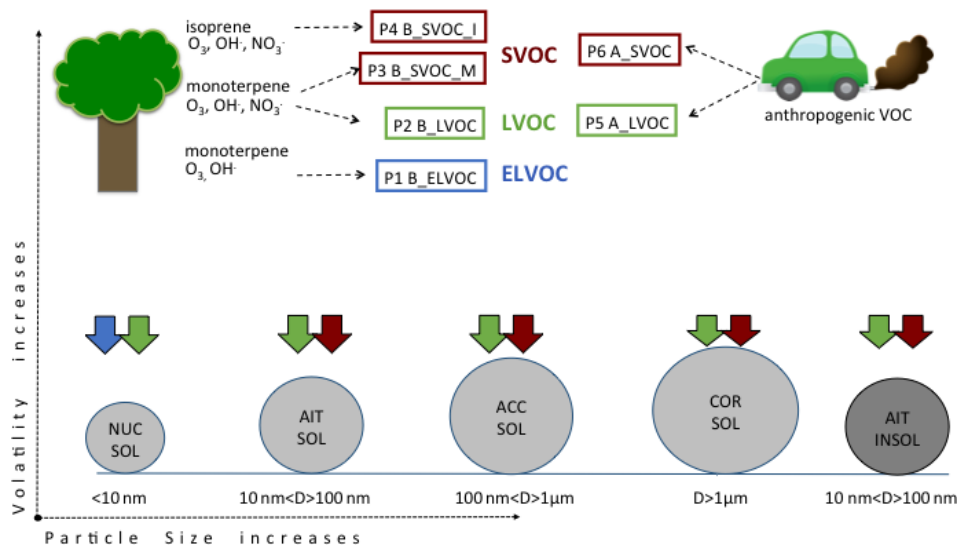 isoprene
O3, OH·, NO3·
monoterpene
O3, OH·, NO3·
monoterpene
O3, OH·
P4 B_SVOC_I
P3 B_SVOC_M
SVOC
P6 A_SVOC
P2 B_LVOC
LVOC
P5 A_LVOC
P1 B_ELVOC
ELVOC
anthropogenic VOC
Volatility increases
NUC
SOL
AIT
SOL
ACC
SOL
COR
SOL
AIT
INSOL
<10 nm
10 nm<D>100 nm
100 nm<D>1µm
D>1µm
10 nm<D>100 nm
Particle Size increases